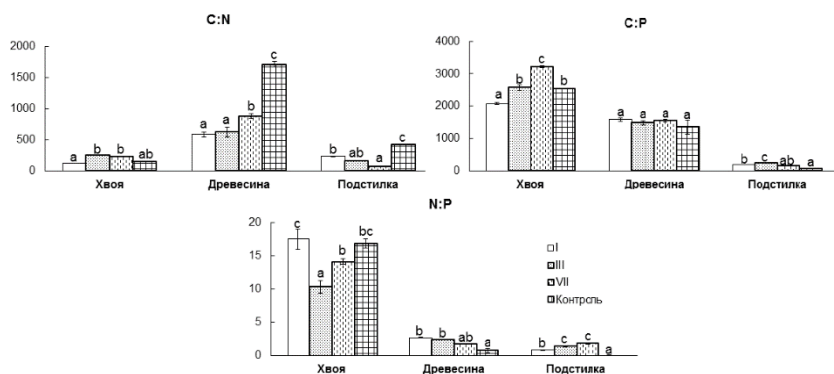 C:N
2000
1500
1000
500
0
a b b ab
a a b c
b ab a c
Хвоя Древесина Подстилка
C:P
4000
3000
2000
1000
0
a b c b
a a a a
b c ab a
Хвоя Древесина Подстилка
N:P
20
15
10
5
0
c a b bc
b b ab a
b c c a
Хвоя Древесина Подстилка
I
III
VII
Контроль